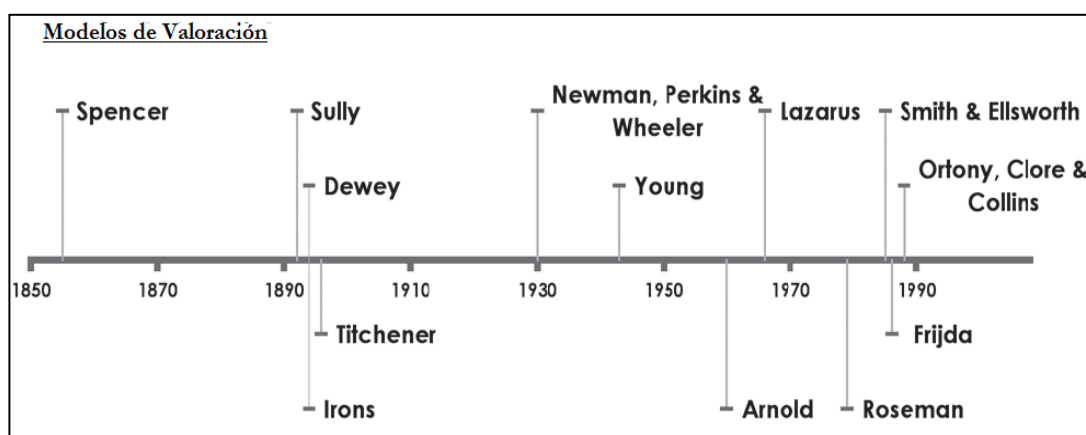 Modelos de Valoración
Spencer
Sully
Newman, Perkins &
Wheeler
Lazarus
Smith & Ellsworth
Dewey
Young
Ortony, Clore &
Collins
1850
1870
1890
1910
1930
1950
1970
1990
Titchener
Frijda
Irons
Arnold
Roseman